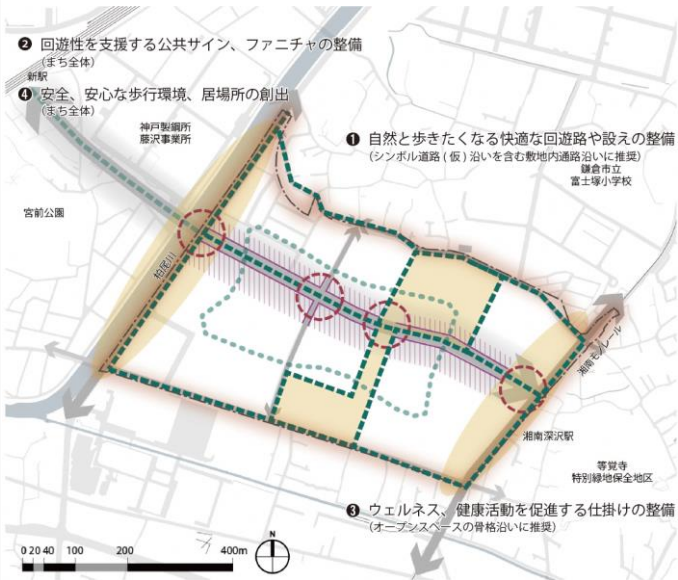 ❷ 回遊性を支援する公共サイン、ファニチャの整備
(まち全体)
新駅
❹ 安全、安心な歩行環境、居場所の創出
(まち全体)
神戸製鋼所
藤沢事業所
❶ 自然と歩きたくなる快適な回遊路や設えの整備
(シンボル道路(仮)沿いを含む敷地内通路沿いに推奨)
鎌倉市立
富士塚小学校
宮前公園
柏尾川
湘南モノレール
湘南深沢駅
等覚寺
特別緑地保全地区
❸ ウェルネス、健康活動を促進する仕掛けの整備
(オープンスペースの骨格沿いに推奨)
N
0 20 40 100 200 400m